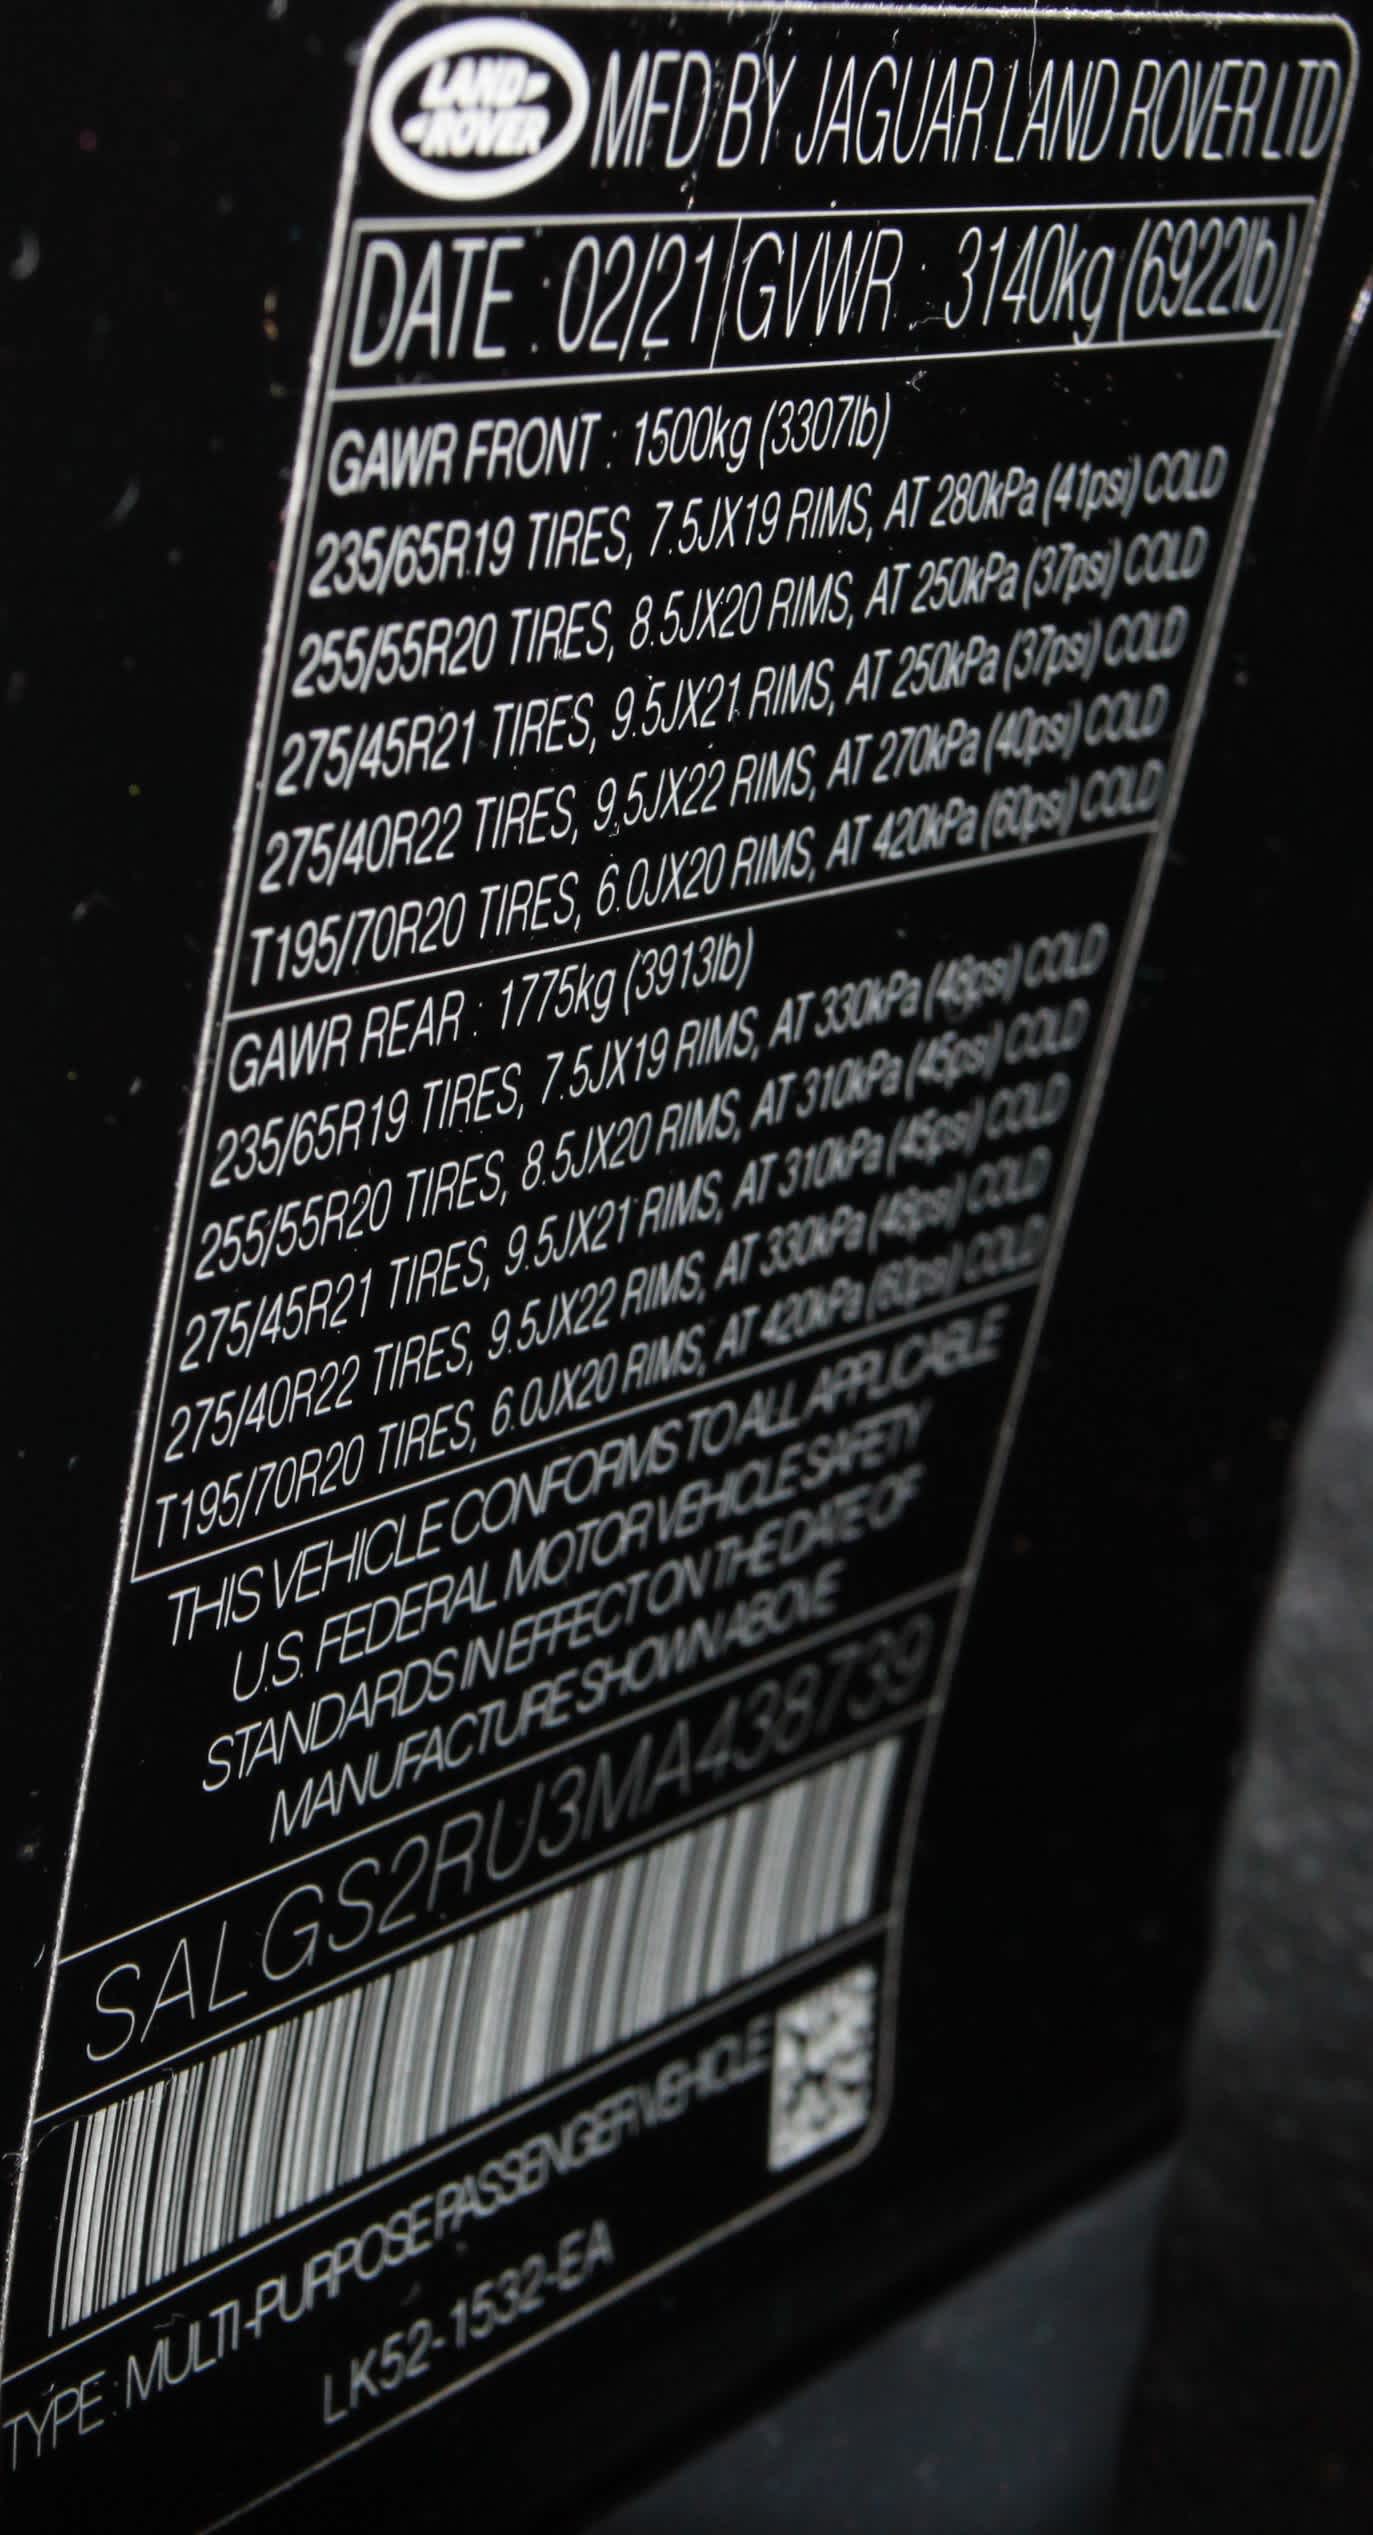 LAND-
-ROVER
MFD BY JAGUAR LAND ROVER LTD
DATE : 02/21 GVWR : 3140kg (6922lb)
GAWR FRONT : 1500kg (3307lb)
235/65R19 TIRES, 7.5JX19 RIMS, AT 280kPa (41psi) COLD
255/55R20 TIRES, 8.5JX20 RIMS, AT 250kPa (37psi) COLD
275/45R21 TIRES, 9.5JX21 RIMS, AT 250kPa (37psi) COLD
275/40R22 TIRES, 9.5JX22 RIMS, AT 270kPa (40psi) COLD
T195/70R20 TIRES, 6.0JX20 RIMS, AT 420kPa (60psi) COLD
GAWR REAR : 1775kg (3913lb)
235/65R19 TIRES, 7.5JX19 RIMS, AT 330kPa (48psi) COLD
255/55R20 TIRES, 8.5JX20 RIMS, AT 310kPa (45psi) COLD
275/45R21 TIRES, 9.5JX21 RIMS, AT 310kPa (45psi) COLD
275/40R22 TIRES, 9.5JX22 RIMS, AT 330kPa (48psi) COLD
T195/70R20 TIRES, 6.0JX20 RIMS, AT 420kPa (60psi) COLD
THIS VEHICLE CONFORMS TO ALL APPLICABLE
U.S. FEDERAL MOTOR VEHICLE SAFETY
STANDARDS IN EFFECT ON THE DATE OF
MANUFACTURE SHOWN ABOVE
SALGS2RU3MA438739
TYPE : MULTI-PURPOSE PASSENGER VEHICLE
LK52-1532-EA